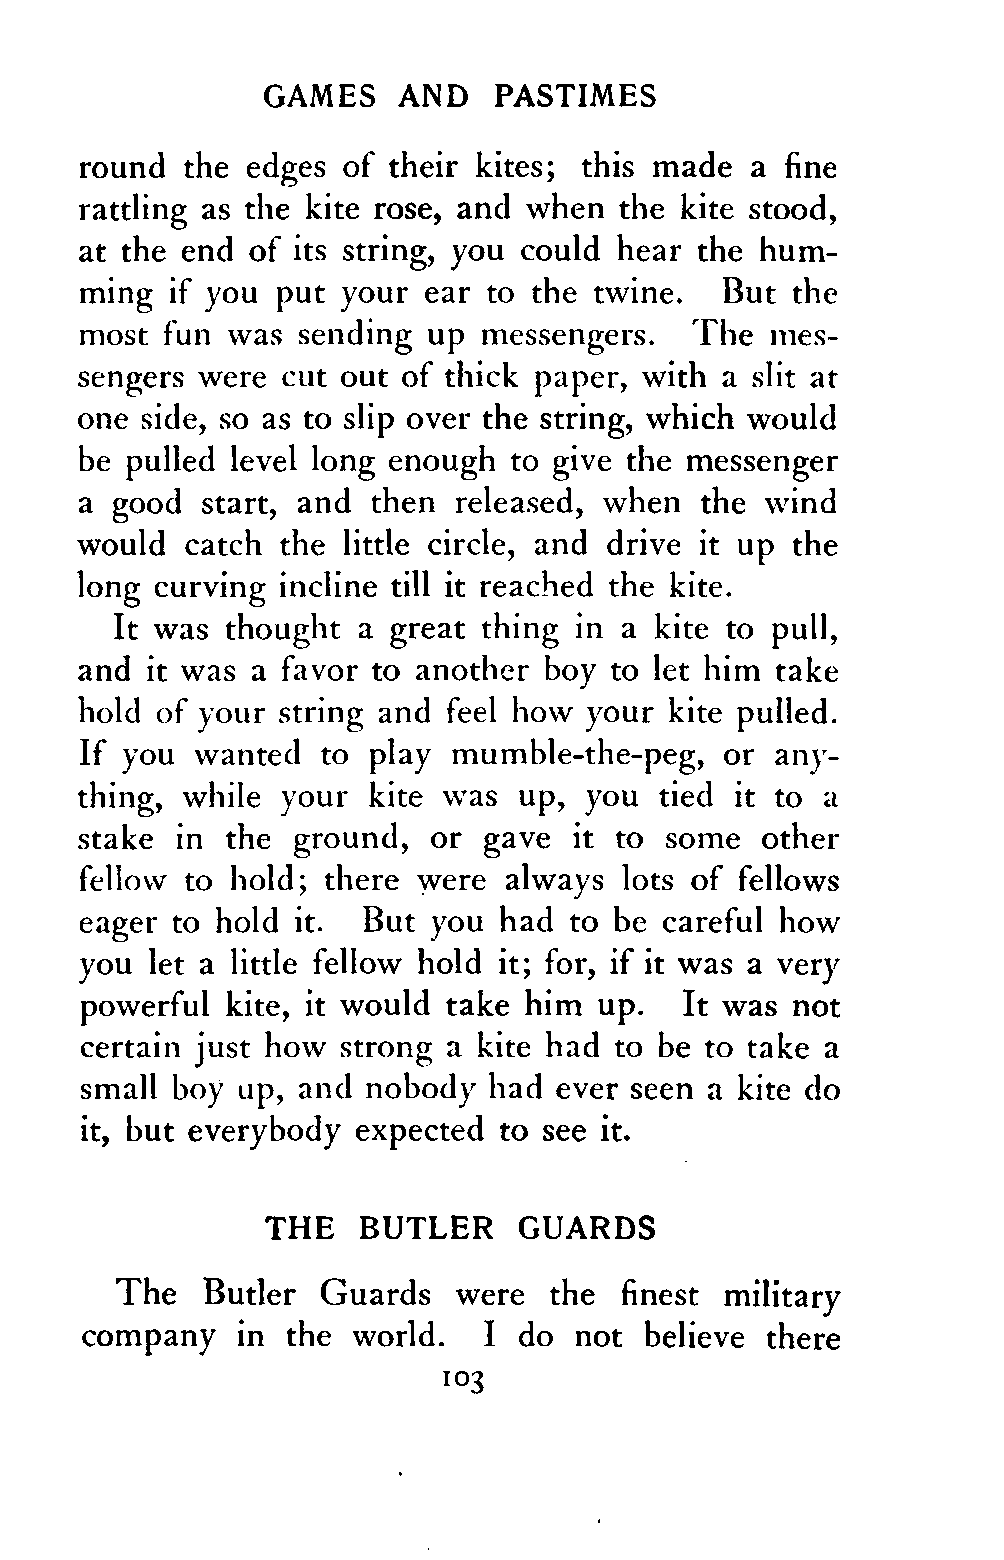 GAMES AND PASTIMES
round the edges of their kites; this made a fine
rattling as the kite rose, and when the kite stood,
at the end of its string, you could hear the hum-
ming if you put your ear to the twine. But the
most fun was sending up messengers. The mes-
sengers were cut out of thick paper, with a slit at
one side, so as to slip over the string, which would
be pulled level long enough to give the messenger
a good start, and then released, when the wind
would catch the little circle, and drive it up the
long curving incline till it reached the kite.
It was thought a great thing in a kite to pull,
and it was a favor to another boy to let him take
hold of your string and feel how your kite pulled.
If you wanted to play mumble-the-peg, or any-
thing, while your kite was up, you tied it to a
stake in the ground, or gave it to some other
fellow to hold; there were always lots of fellows
eager to hold it. But you had to be careful how
you let a little fellow hold it; for, if it was a very
powerful kite, it would take him up. It was not
certain just how strong a kite had to be to take a
small boy up, and nobody had ever seen a kite do
it, but everybody expected to see it.
THE BUTLER GUARDS
The Butler Guards were the finest military
company in the world. I do not believe there
103